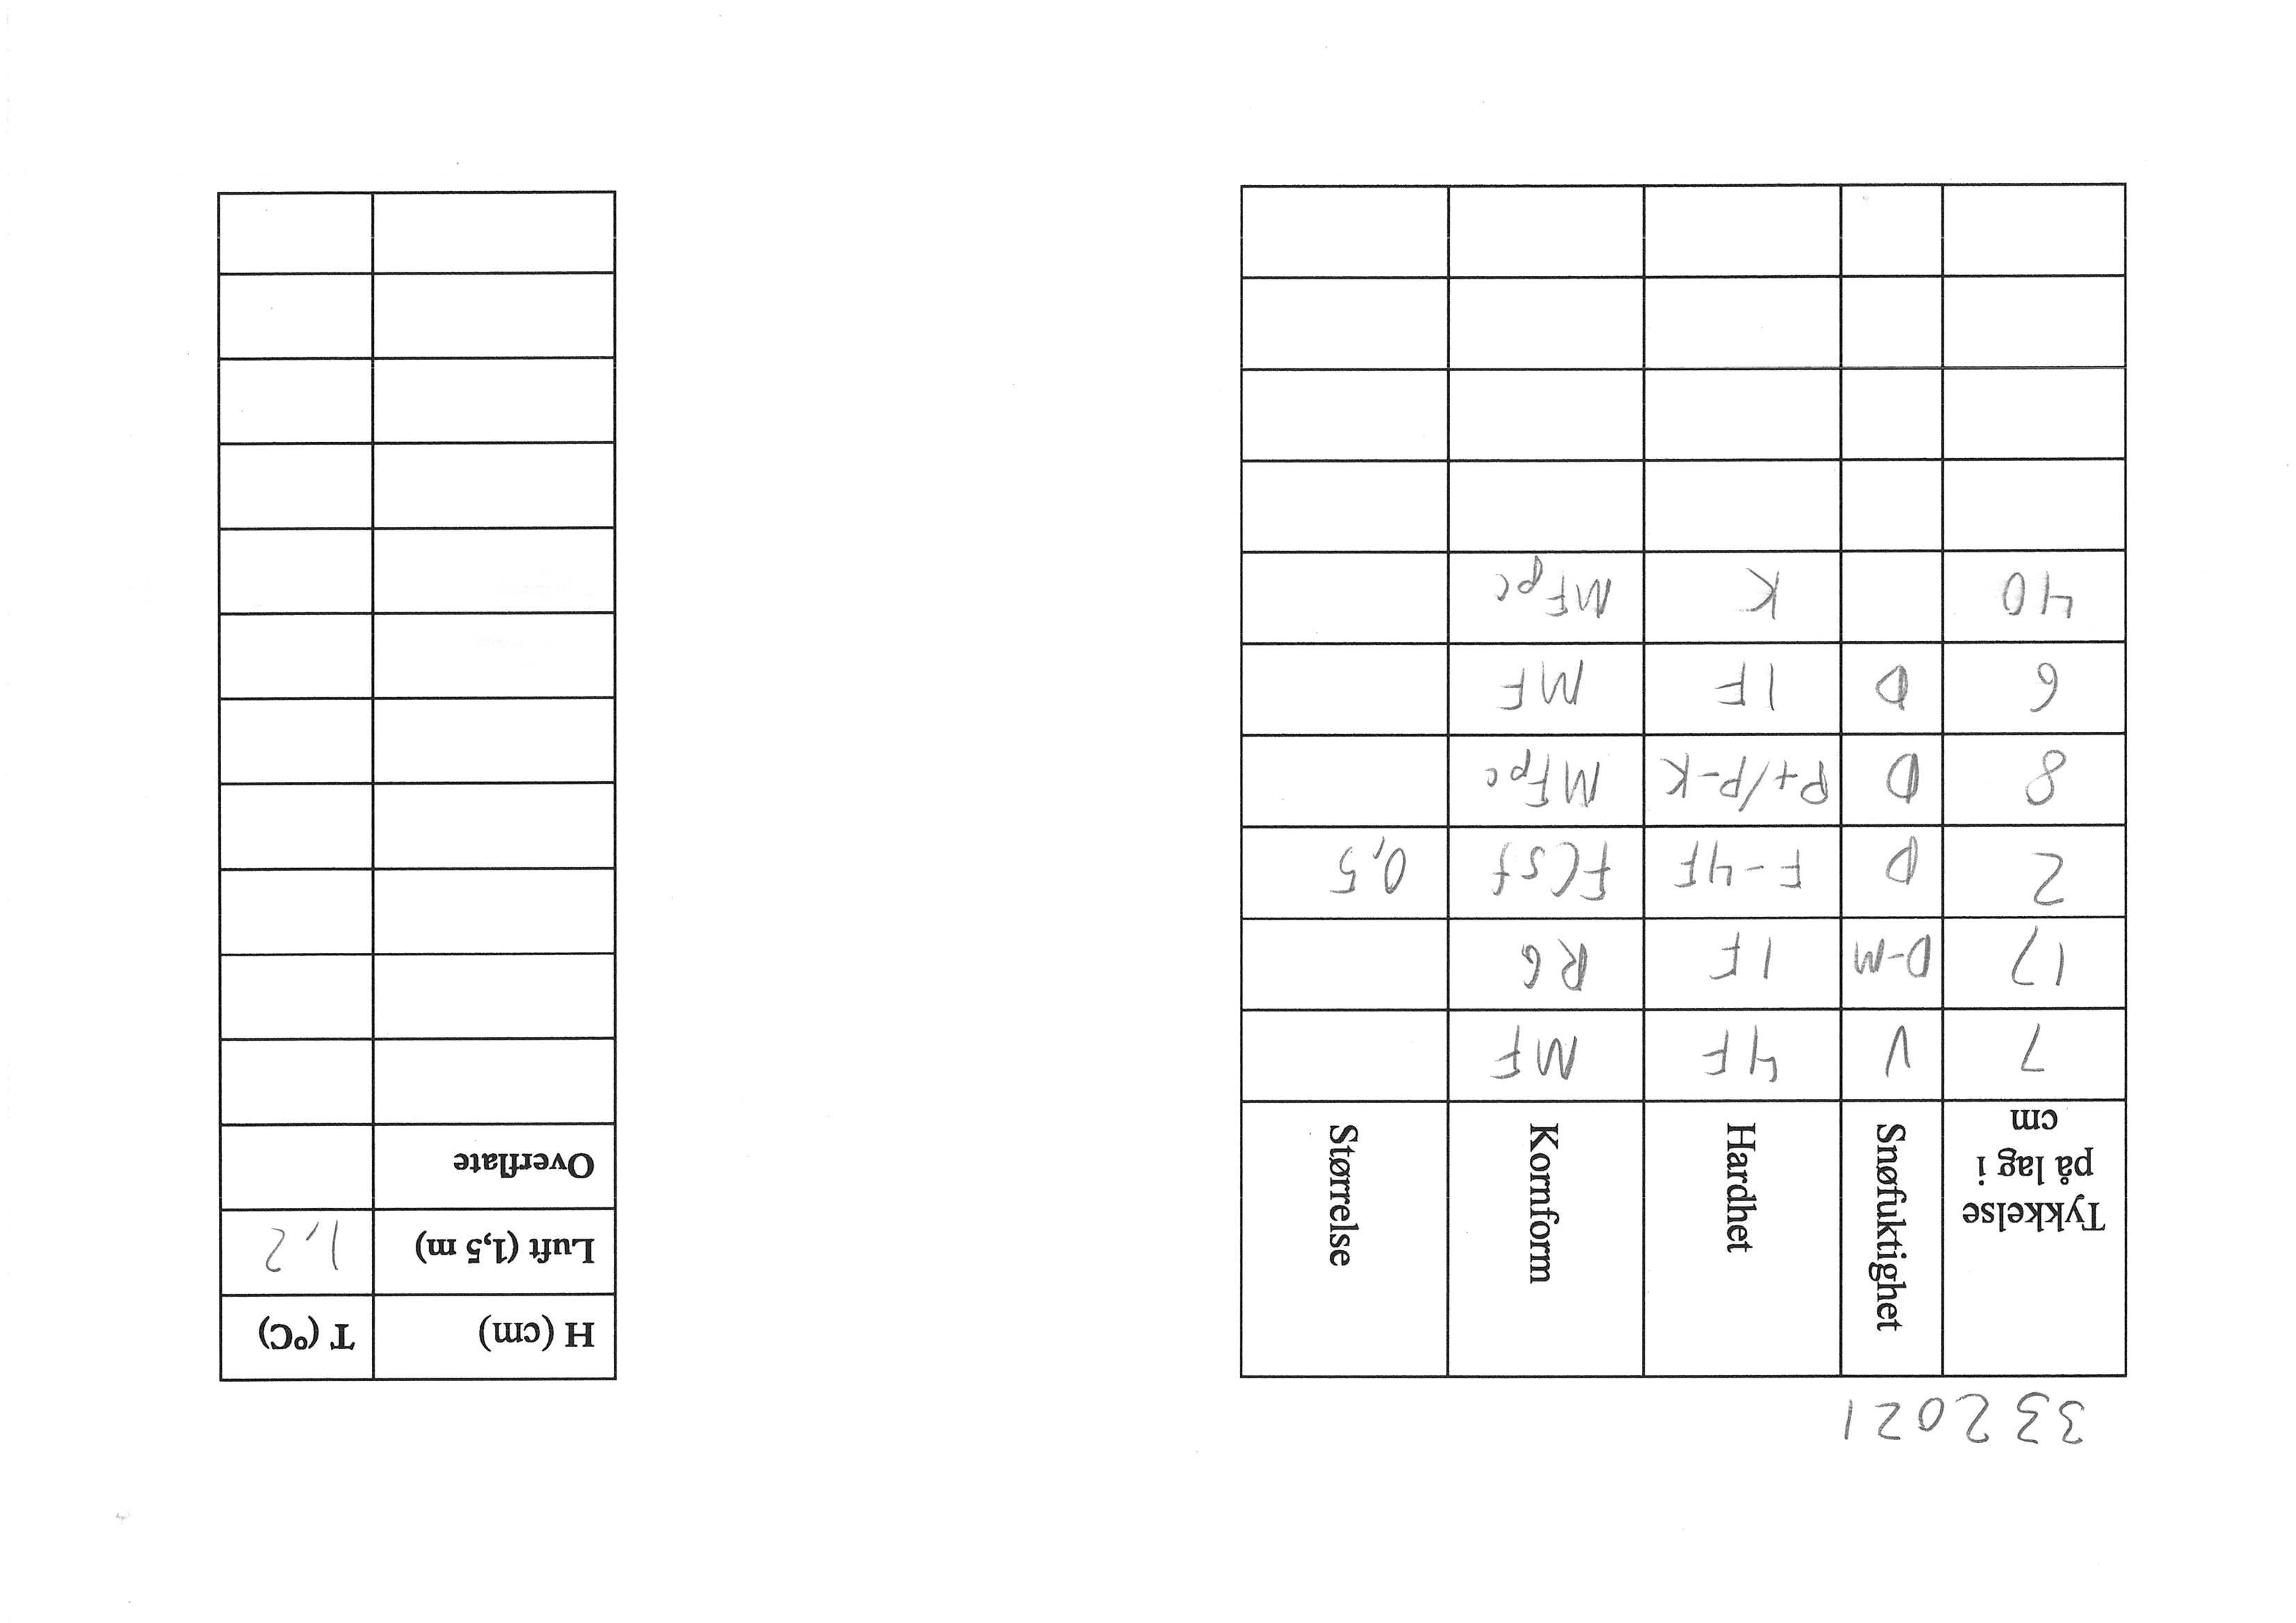 332021
Tykkelse på lag i cm Snøfuktighet Hardhet Kornform Størrelse
7 V 4F MF
17 D-M 1F RG
2 D F-4F FCsf 0,5
8 D P+/P-K MFpc
6 D 1F MF
40 K MFpc
H (cm) T (ºC)
Luft (1,5 m) 1,2
Overflate